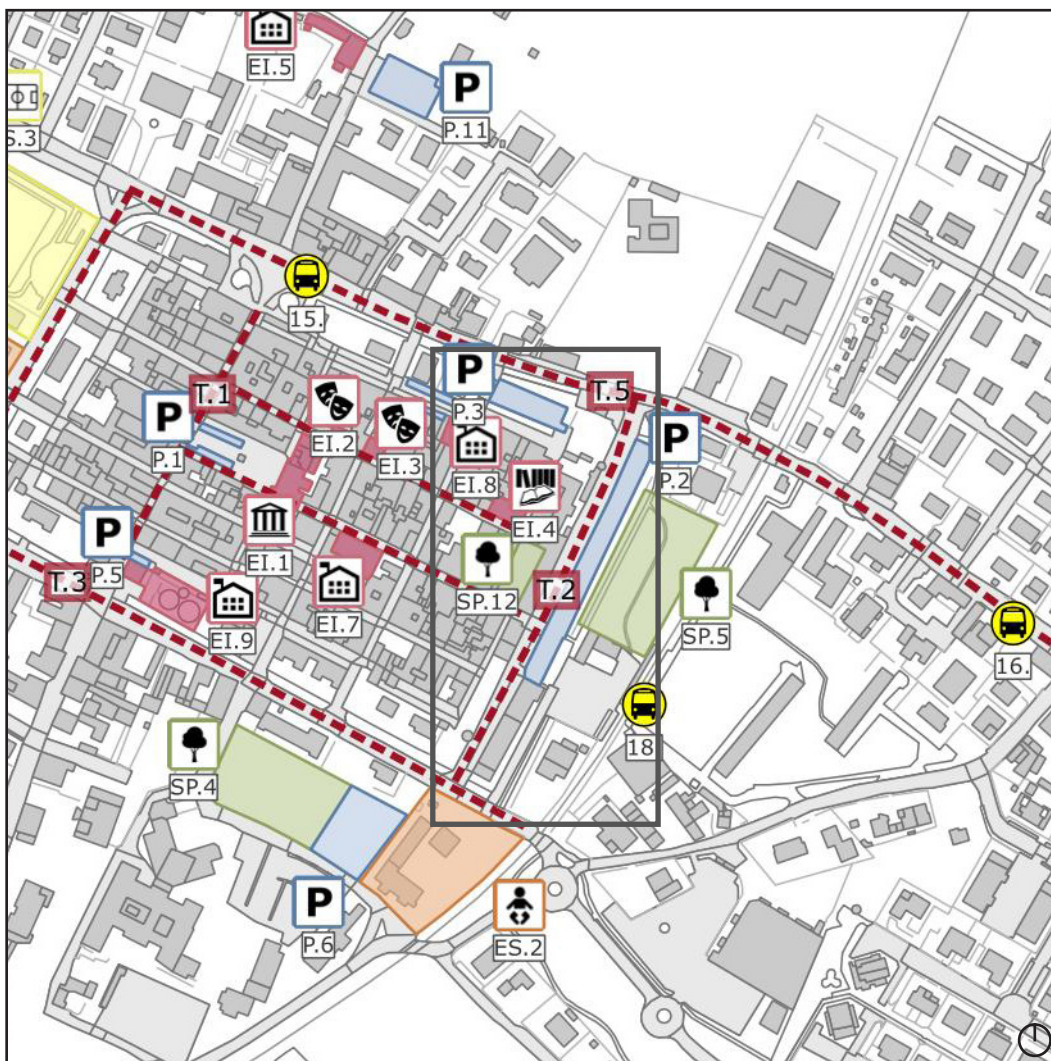 EI.5
P
P.11
S.3
15.
T.1
P
P.3
T.5
P
P.1
EI.2
EI.3
EI.8
P
P.2
EI.4
EI.1
P
P.5
T.3
EI.9
EI.7
SP.12
T.2
SP.5
16.
18
SP.4
P
P.6
ES.2